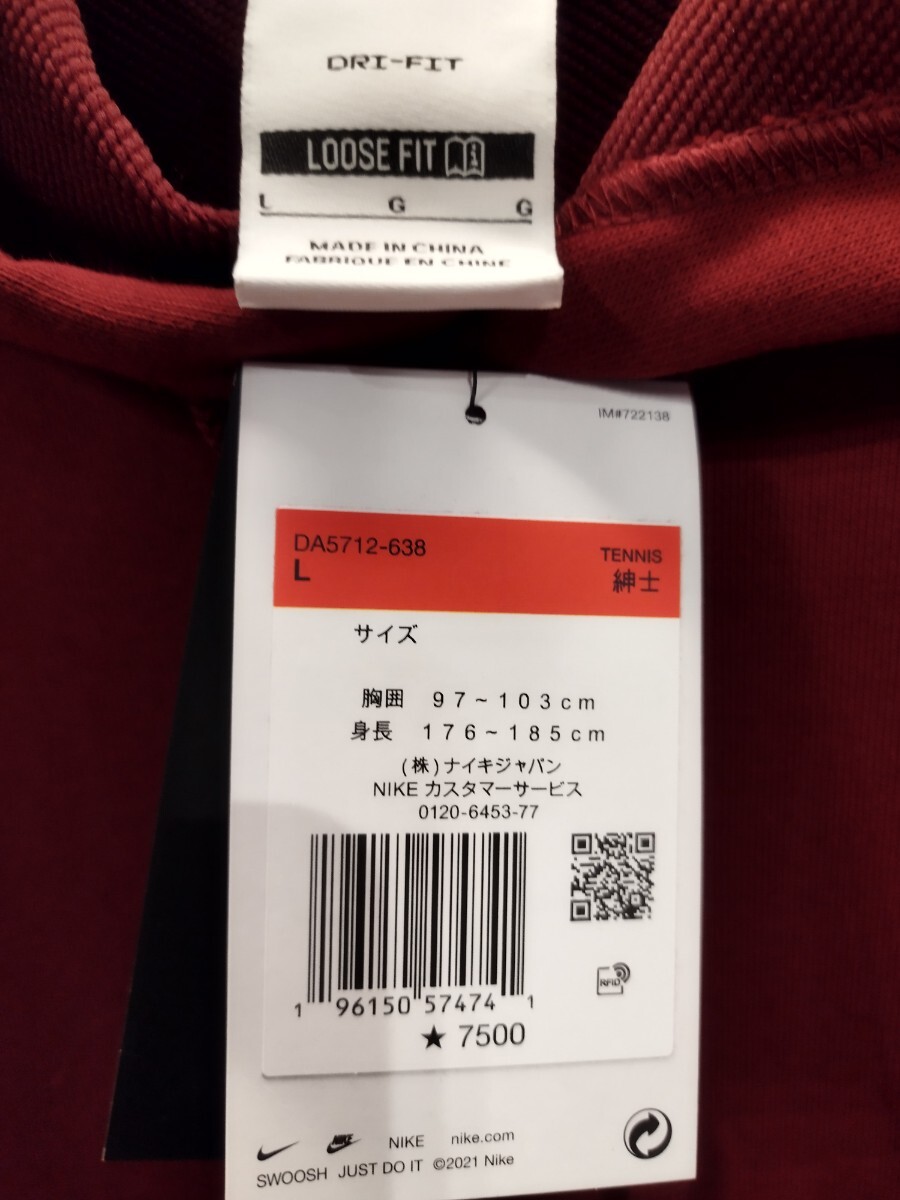 DRI-FIT
LOOSE FIT
L G G
MADE IN CHINA
FABRIQUE EN CHINE
IM#722138
DA5712-638
L
TENNIS
紳士
サイズ
胸囲 97~103cm
身長 176~185cm
(株)ナイキジャパン
NIKE カスタマーサービス
0120-6453-77
1 96150 57474 1
RFID
★ 7500
NIKE NIKE nike.com
SWOOSH JUST DO IT ©2021 Nike